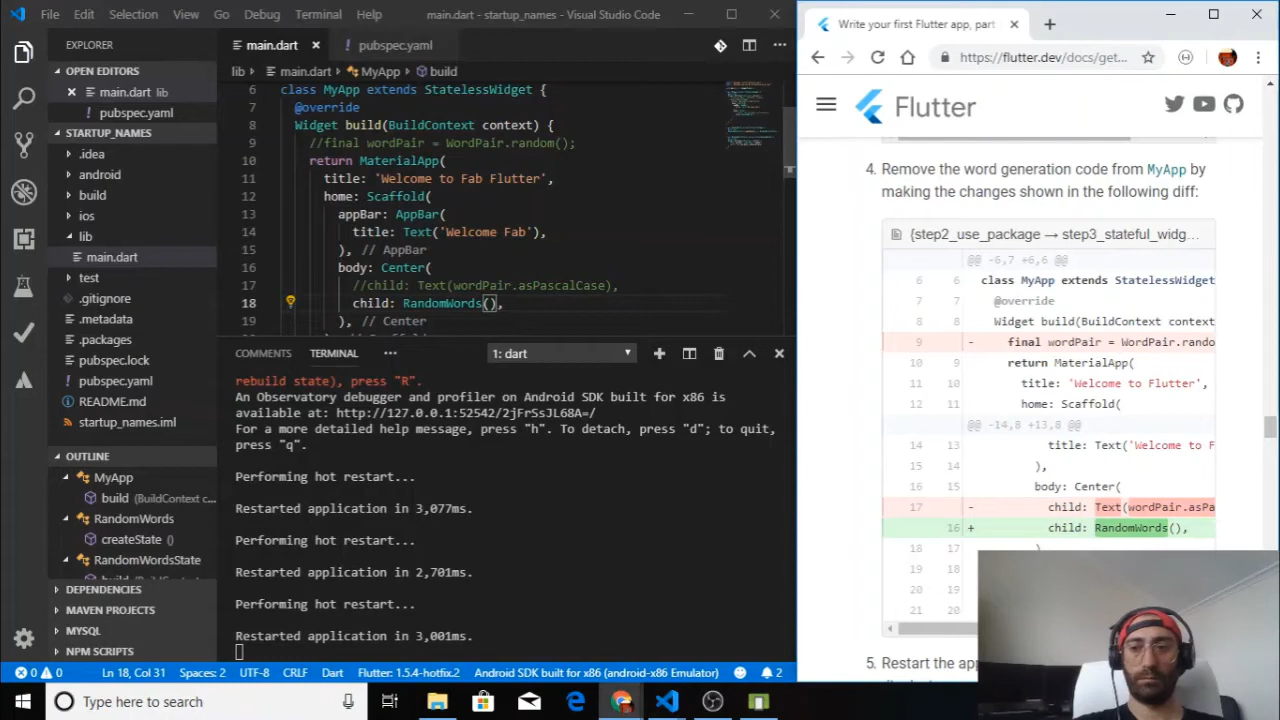 File Edit Selection View Go Debug Terminal Help main.dart - startup_names - Visual Studio Code
EXPLORER
OPEN EDITORS
main.dart lib
pubspec.yaml
STARTUP_NAMES
.idea
android
build
ios
lib
main.dart
test
.gitignore
.metadata
.packages
pubspec.lock
pubspec.yaml
README.md
startup_names.iml
OUTLINE
MyApp
build (BuildContext c...
RandomWords
createState ()
RandomWordsState
DEPENDENCIES
MAVEN PROJECTS
MYSQL
NPM SCRIPTS
main.dart pubspec.yaml
lib main.dart MyApp build
6 class MyApp extends StatelessWidget {
7 @override
8 Widget build(BuildContext context) {
9 //final wordPair = WordPair.random();
10 return MaterialApp(
11 title: 'Welcome to Fab Flutter',
12 home: Scaffold(
13 appBar: AppBar(
14 title: Text('Welcome Fab'),
15 ), // AppBar
16 body: Center(
17 //child: Text(wordPair.asPascalCase),
18 child: RandomWords(),
19 ), // Center
COMMENTS TERMINAL 1: dart
rebuild state), press "R".
An Observatory debugger and profiler on Android SDK built for x86 is
available at: http://127.0.0.1:52542/2jFrSsJL68A=/
For a more detailed help message, press "h". To detach, press "d"; to quit,
press "q".
Performing hot restart...
Restarted application in 3,077ms.
Performing hot restart...
Restarted application in 2,701ms.
Performing hot restart...
Restarted application in 3,001ms.
0 0 Ln 18, Col 31 Spaces: 2 UTF-8 CRLF Dart Flutter: 1.5.4-hotfix.2 Android SDK built for x86 (android-x86 Emulator) 2
Type here to search
Write your first Flutter app, part
https://flutter.dev/docs/get...
Flutter
4. Remove the word generation code from MyApp by
making the changes shown in the following diff:
{step2_use_package → step3_stateful_widg...
@@ -6,7 +6,6 @@
6 6 class MyApp extends StatelessWidget
7 7 @override
8 8 Widget build(BuildContext context
9 - final wordPair = WordPair.rando
10 9 return MaterialApp(
11 10 title: 'Welcome to Flutter',
12 11 home: Scaffold(
@@ -14,8 +13,8 @@
14 13 title: Text('Welcome to F
15 14 ),
16 15 body: Center(
17 - child: Text(wordPair.asPa
16 + child: RandomWords(),
18 17 )
19 18
20 19
21 20
5. Restart the app